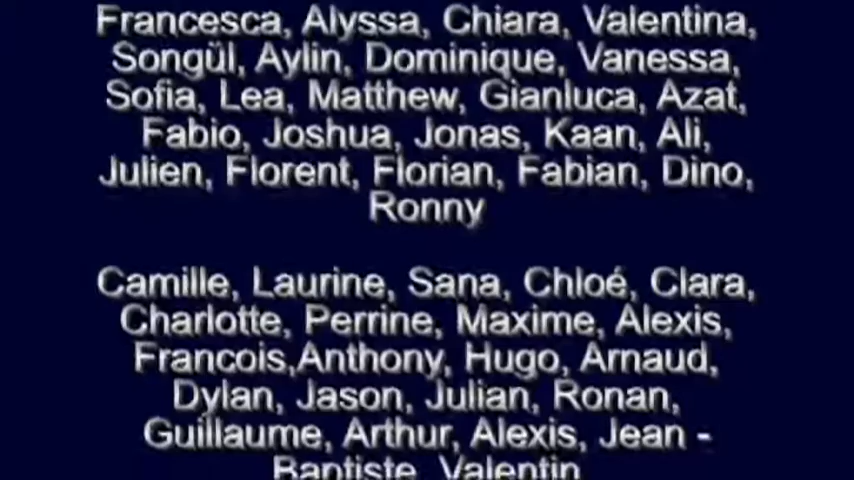 Francesca, Alyssa, Chiara, Valentina,
Songül, Aylin, Dominique, Vanessa,
Sofia, Lea, Matthew, Gianluca, Azat,
Fabio, Joshua, Jonas, Kaan, Ali,
Julien, Florent, Florian, Fabian, Dino,
Ronny
Camille, Laurine, Sana, Chloé, Clara,
Charlotte, Perrine, Maxime, Alexis,
Francois,Anthony, Hugo, Arnaud,
Dylan, Jason, Julian, Ronan,
Guillaume, Arthur, Alexis, Jean -
Baptiste, Valentin